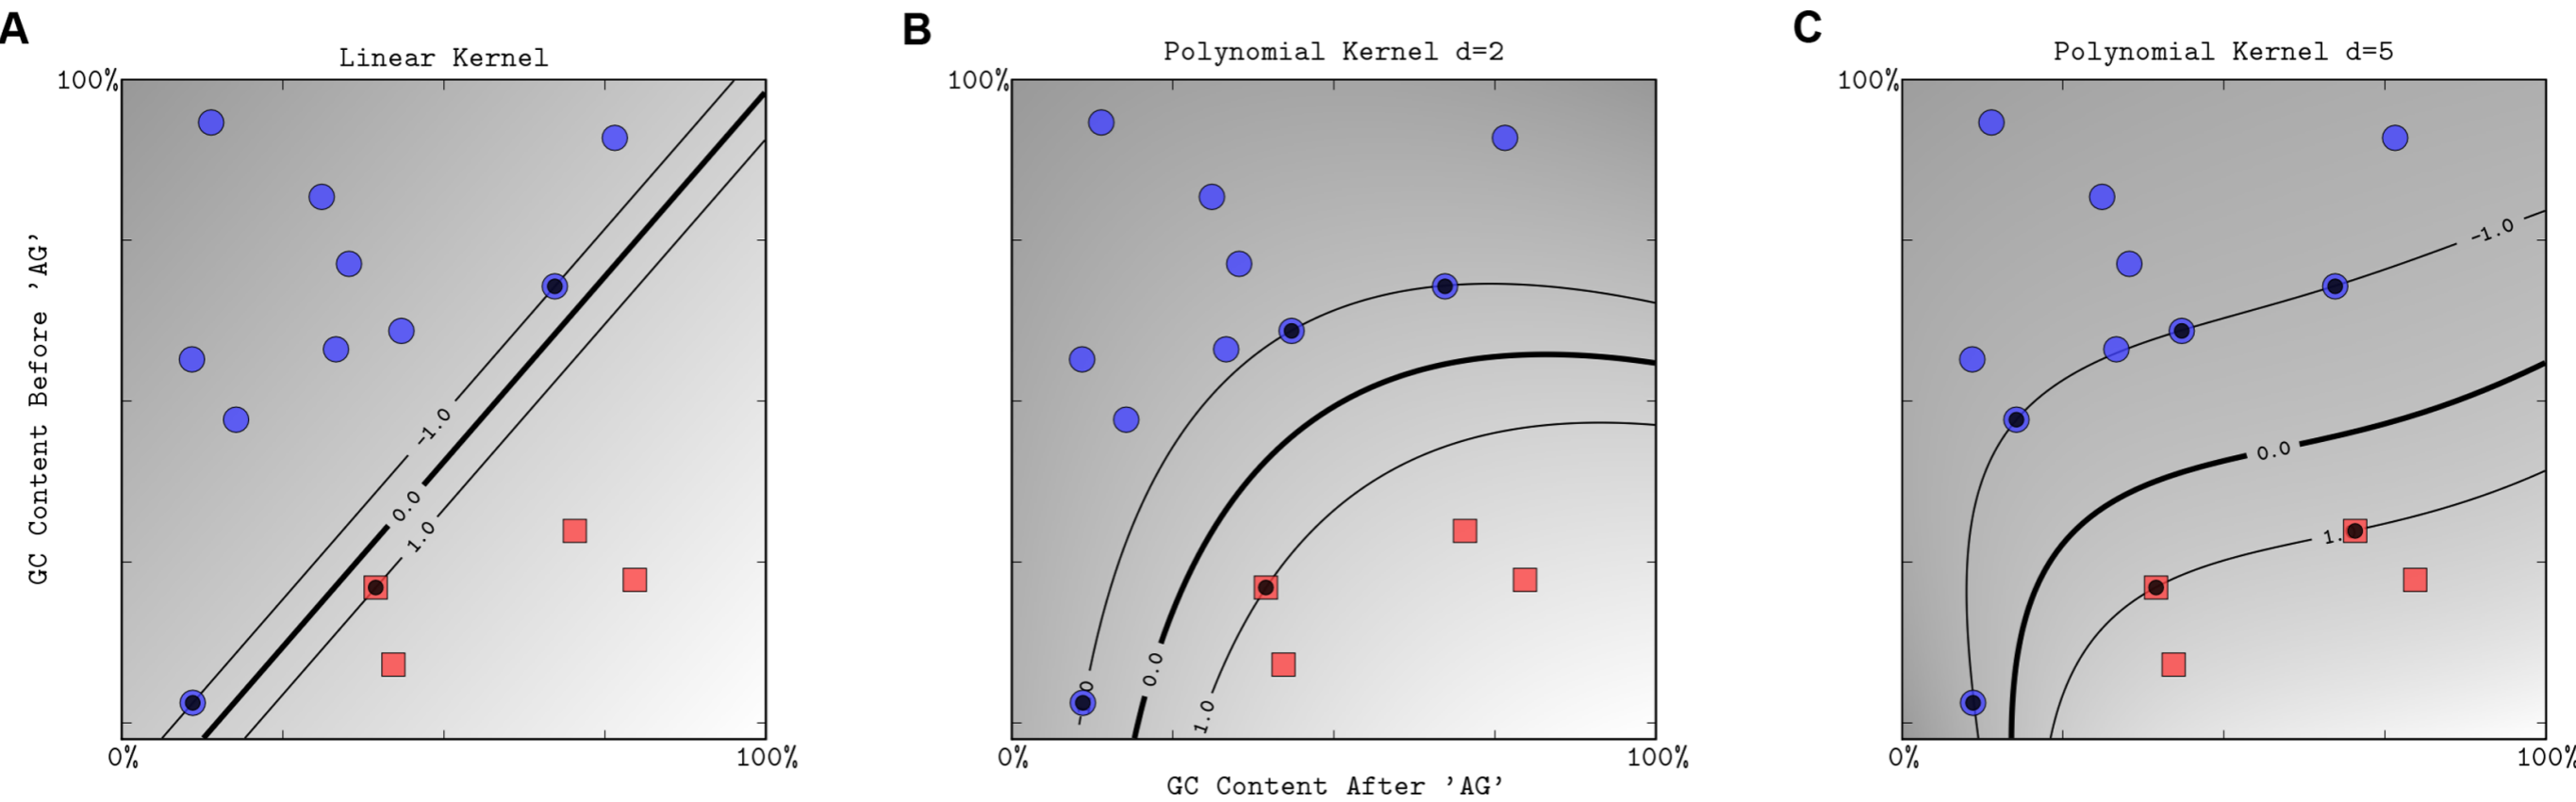 A
Linear Kernel
100%
GC Content Before 'AG'
-1.0
0.0
1.0
0%
100%
B
Polynomial Kernel d=2
100%
0
0.0
1.0
0%
100%
GC Content After 'AG'
C
Polynomial Kernel d=5
100%
-1.0
0.0
1.
0%
100%